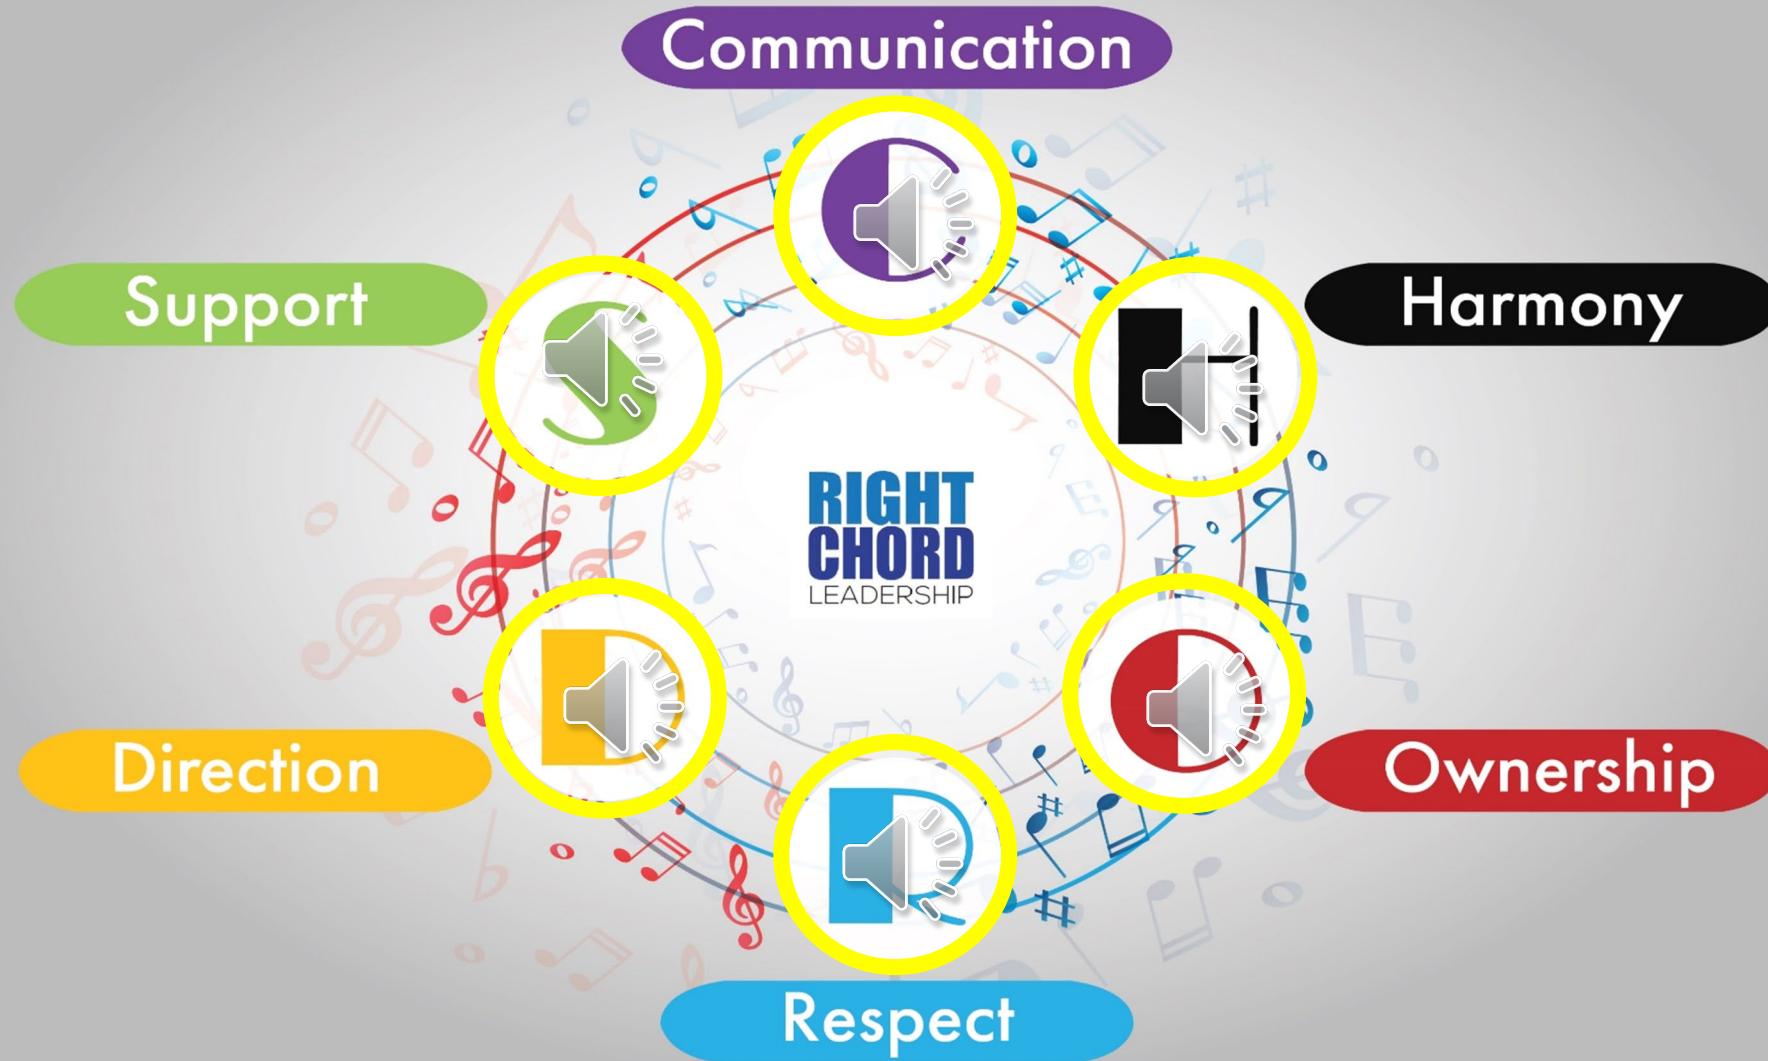 Communication
C
Support
S
Harmony
H
RIGHT
CHORD
LEADERSHIP
Direction
D
Ownership
O
R
Respect